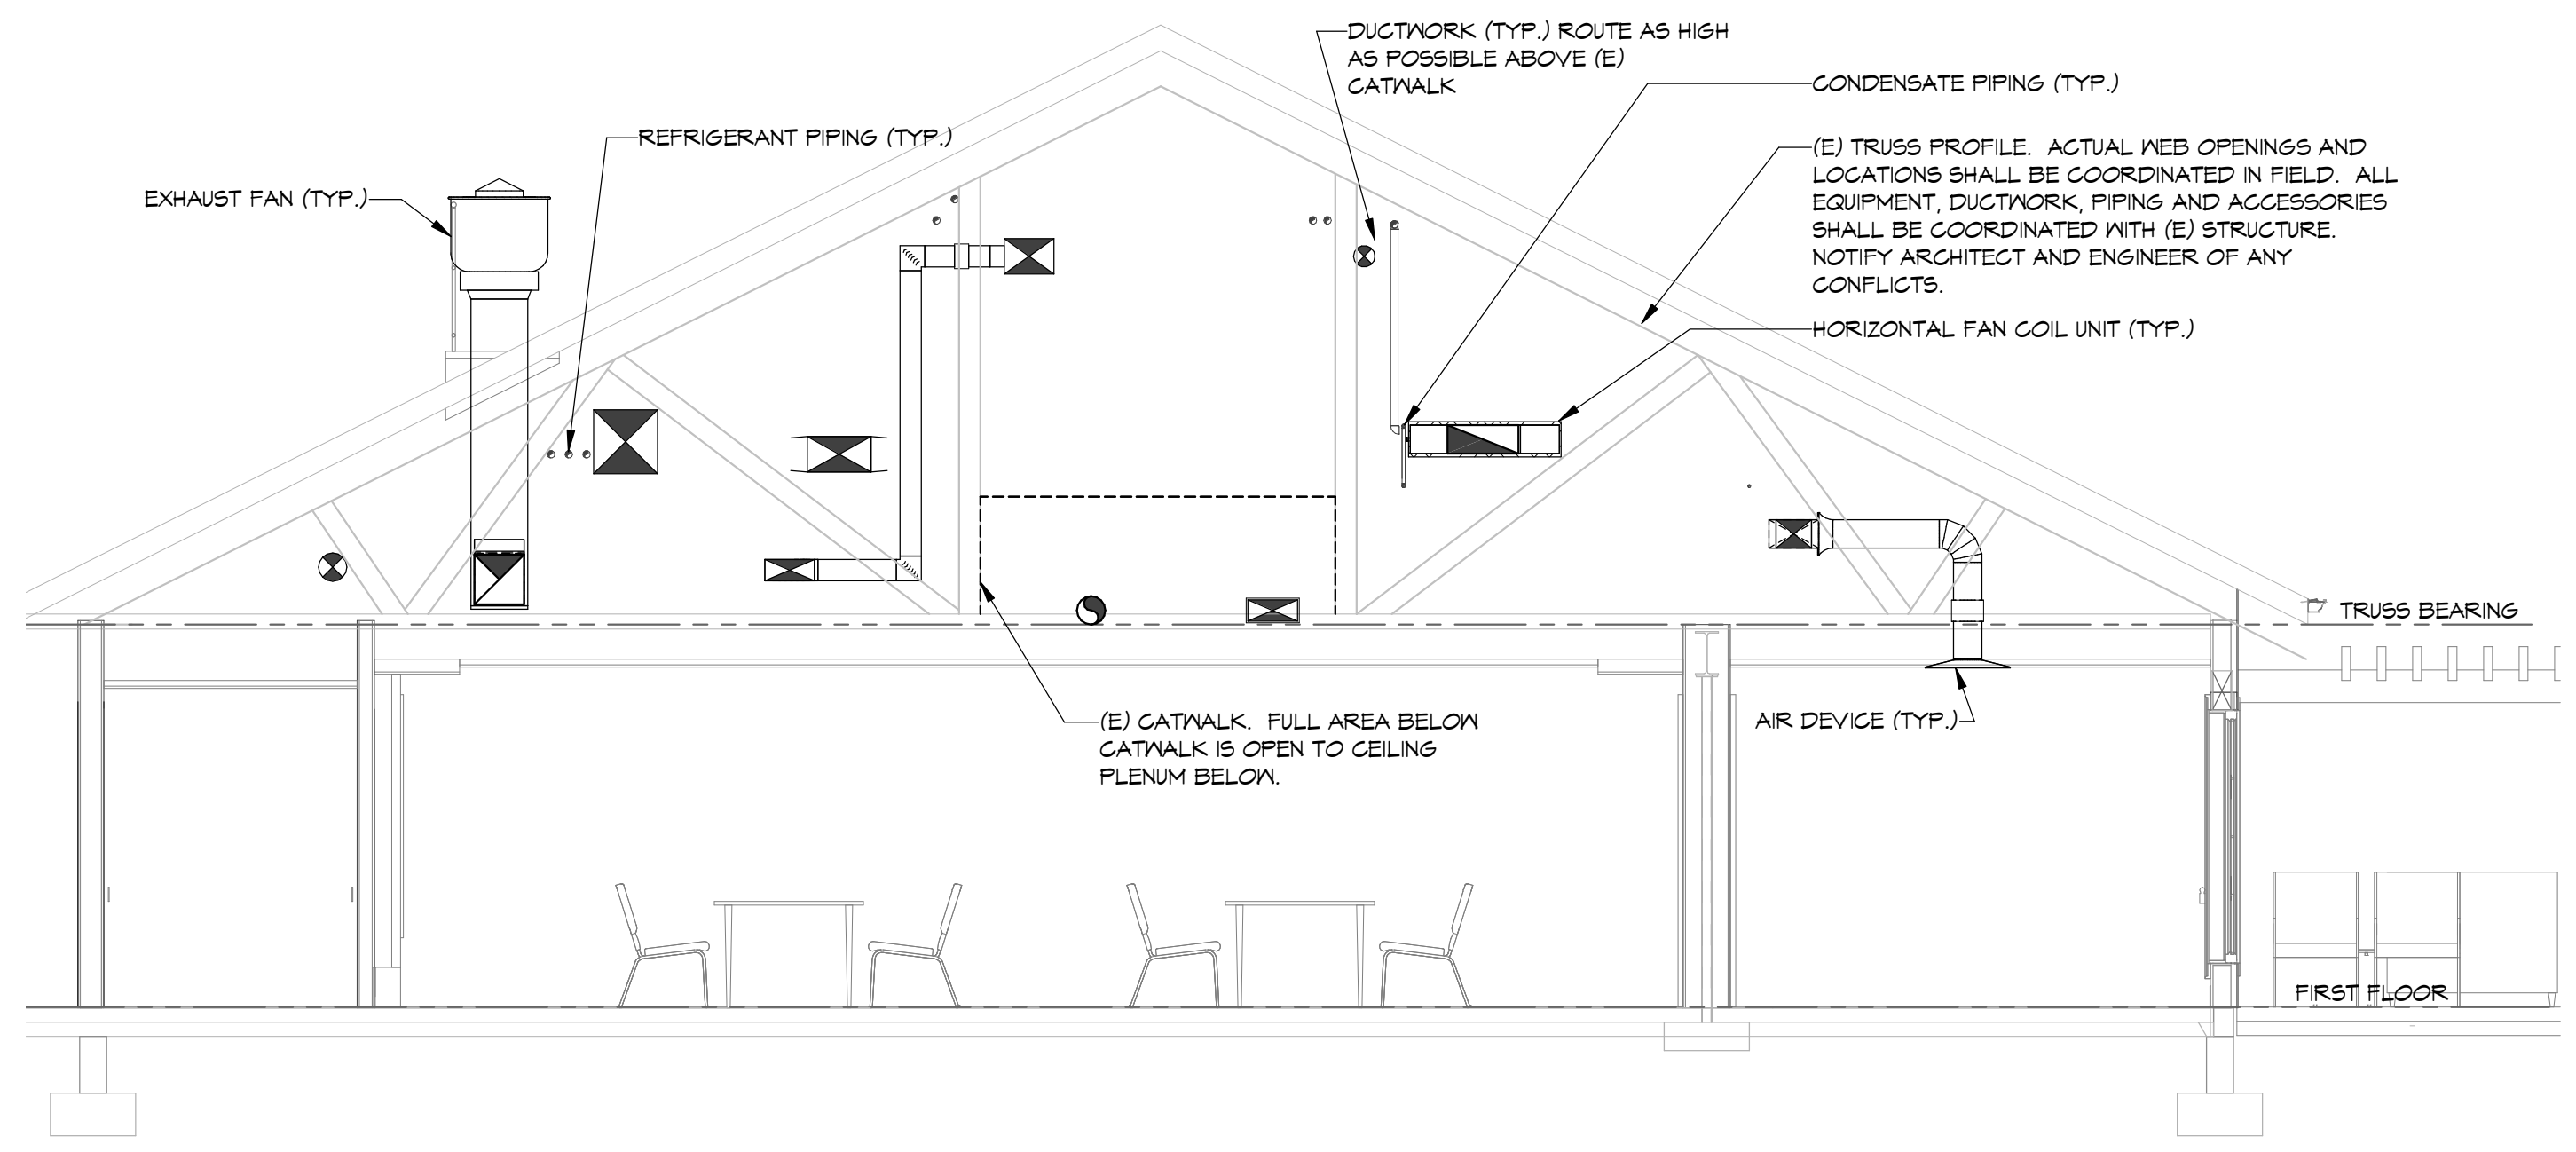 DUCTWORK (TYP.) ROUTE AS HIGH
AS POSSIBLE ABOVE (E)
CATWALK
CONDENSATE PIPING (TYP.)
REFRIGERANT PIPING (TYP.)
(E) TRUSS PROFILE. ACTUAL WEB OPENINGS AND
LOCATIONS SHALL BE COORDINATED IN FIELD. ALL
EQUIPMENT, DUCTWORK, PIPING AND ACCESSORIES
SHALL BE COORDINATED WITH (E) STRUCTURE.
NOTIFY ARCHITECT AND ENGINEER OF ANY
CONFLICTS.
EXHAUST FAN (TYP.)
HORIZONTAL FAN COIL UNIT (TYP.)
TRUSS BEARING
(E) CATWALK. FULL AREA BELOW
CATWALK IS OPEN TO CEILING
PLENUM BELOW.
AIR DEVICE (TYP.)
FIRST FLOOR